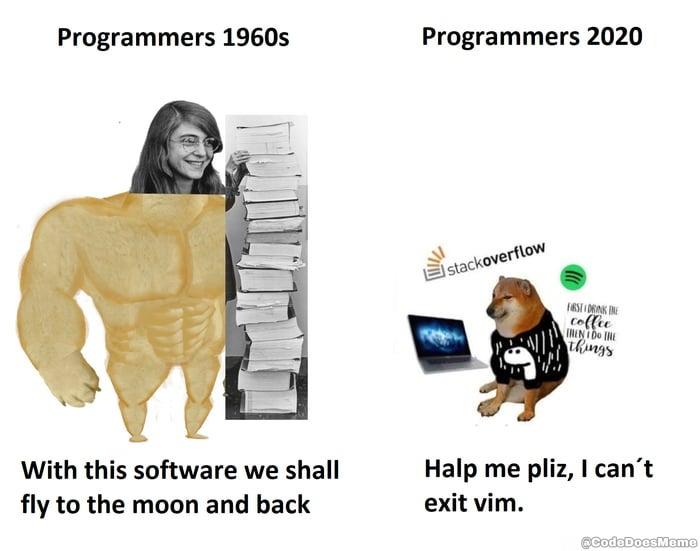 Programmers 1960s
Programmers 2020
stackoverflow
FIRST I DRINK THE
coffee
THEN I DO THE
things
With this software we shall
fly to the moon and back
Halp me pliz, I can´t
exit vim.
@CodeDoesMeme